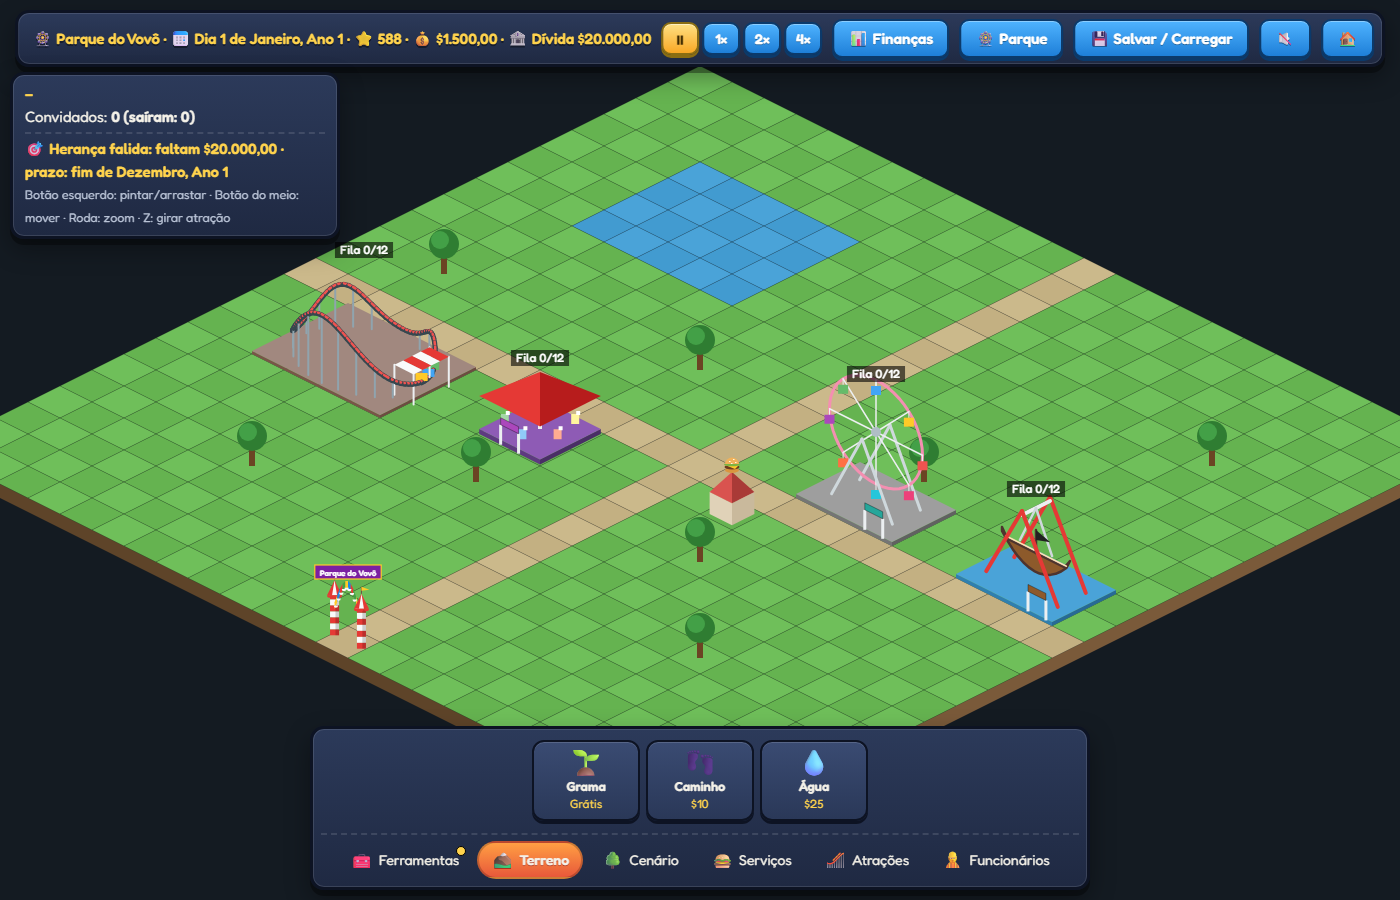 Parque do Vovô · Dia 1 de Janeiro, Ano 1 · 588 · $1.500,00 · Dívida $20.000,00
1x
2x
4x
Finanças
Parque
Salvar / Carregar
–
Convidados: 0 (saíram: 0)
Herança falida: faltam $20.000,00 ·
prazo: fim de Dezembro, Ano 1
Botão esquerdo: pintar/arrastar · Botão do meio:
mover · Roda: zoom · Z: girar atração
Fila 0/12
Fila 0/12
Fila 0/12
Fila 0/12
Parque do Vovô
Grama
Grátis
Caminho
$10
Água
$25
Ferramentas
Terreno
Cenário
Serviços
Atrações
Funcionários